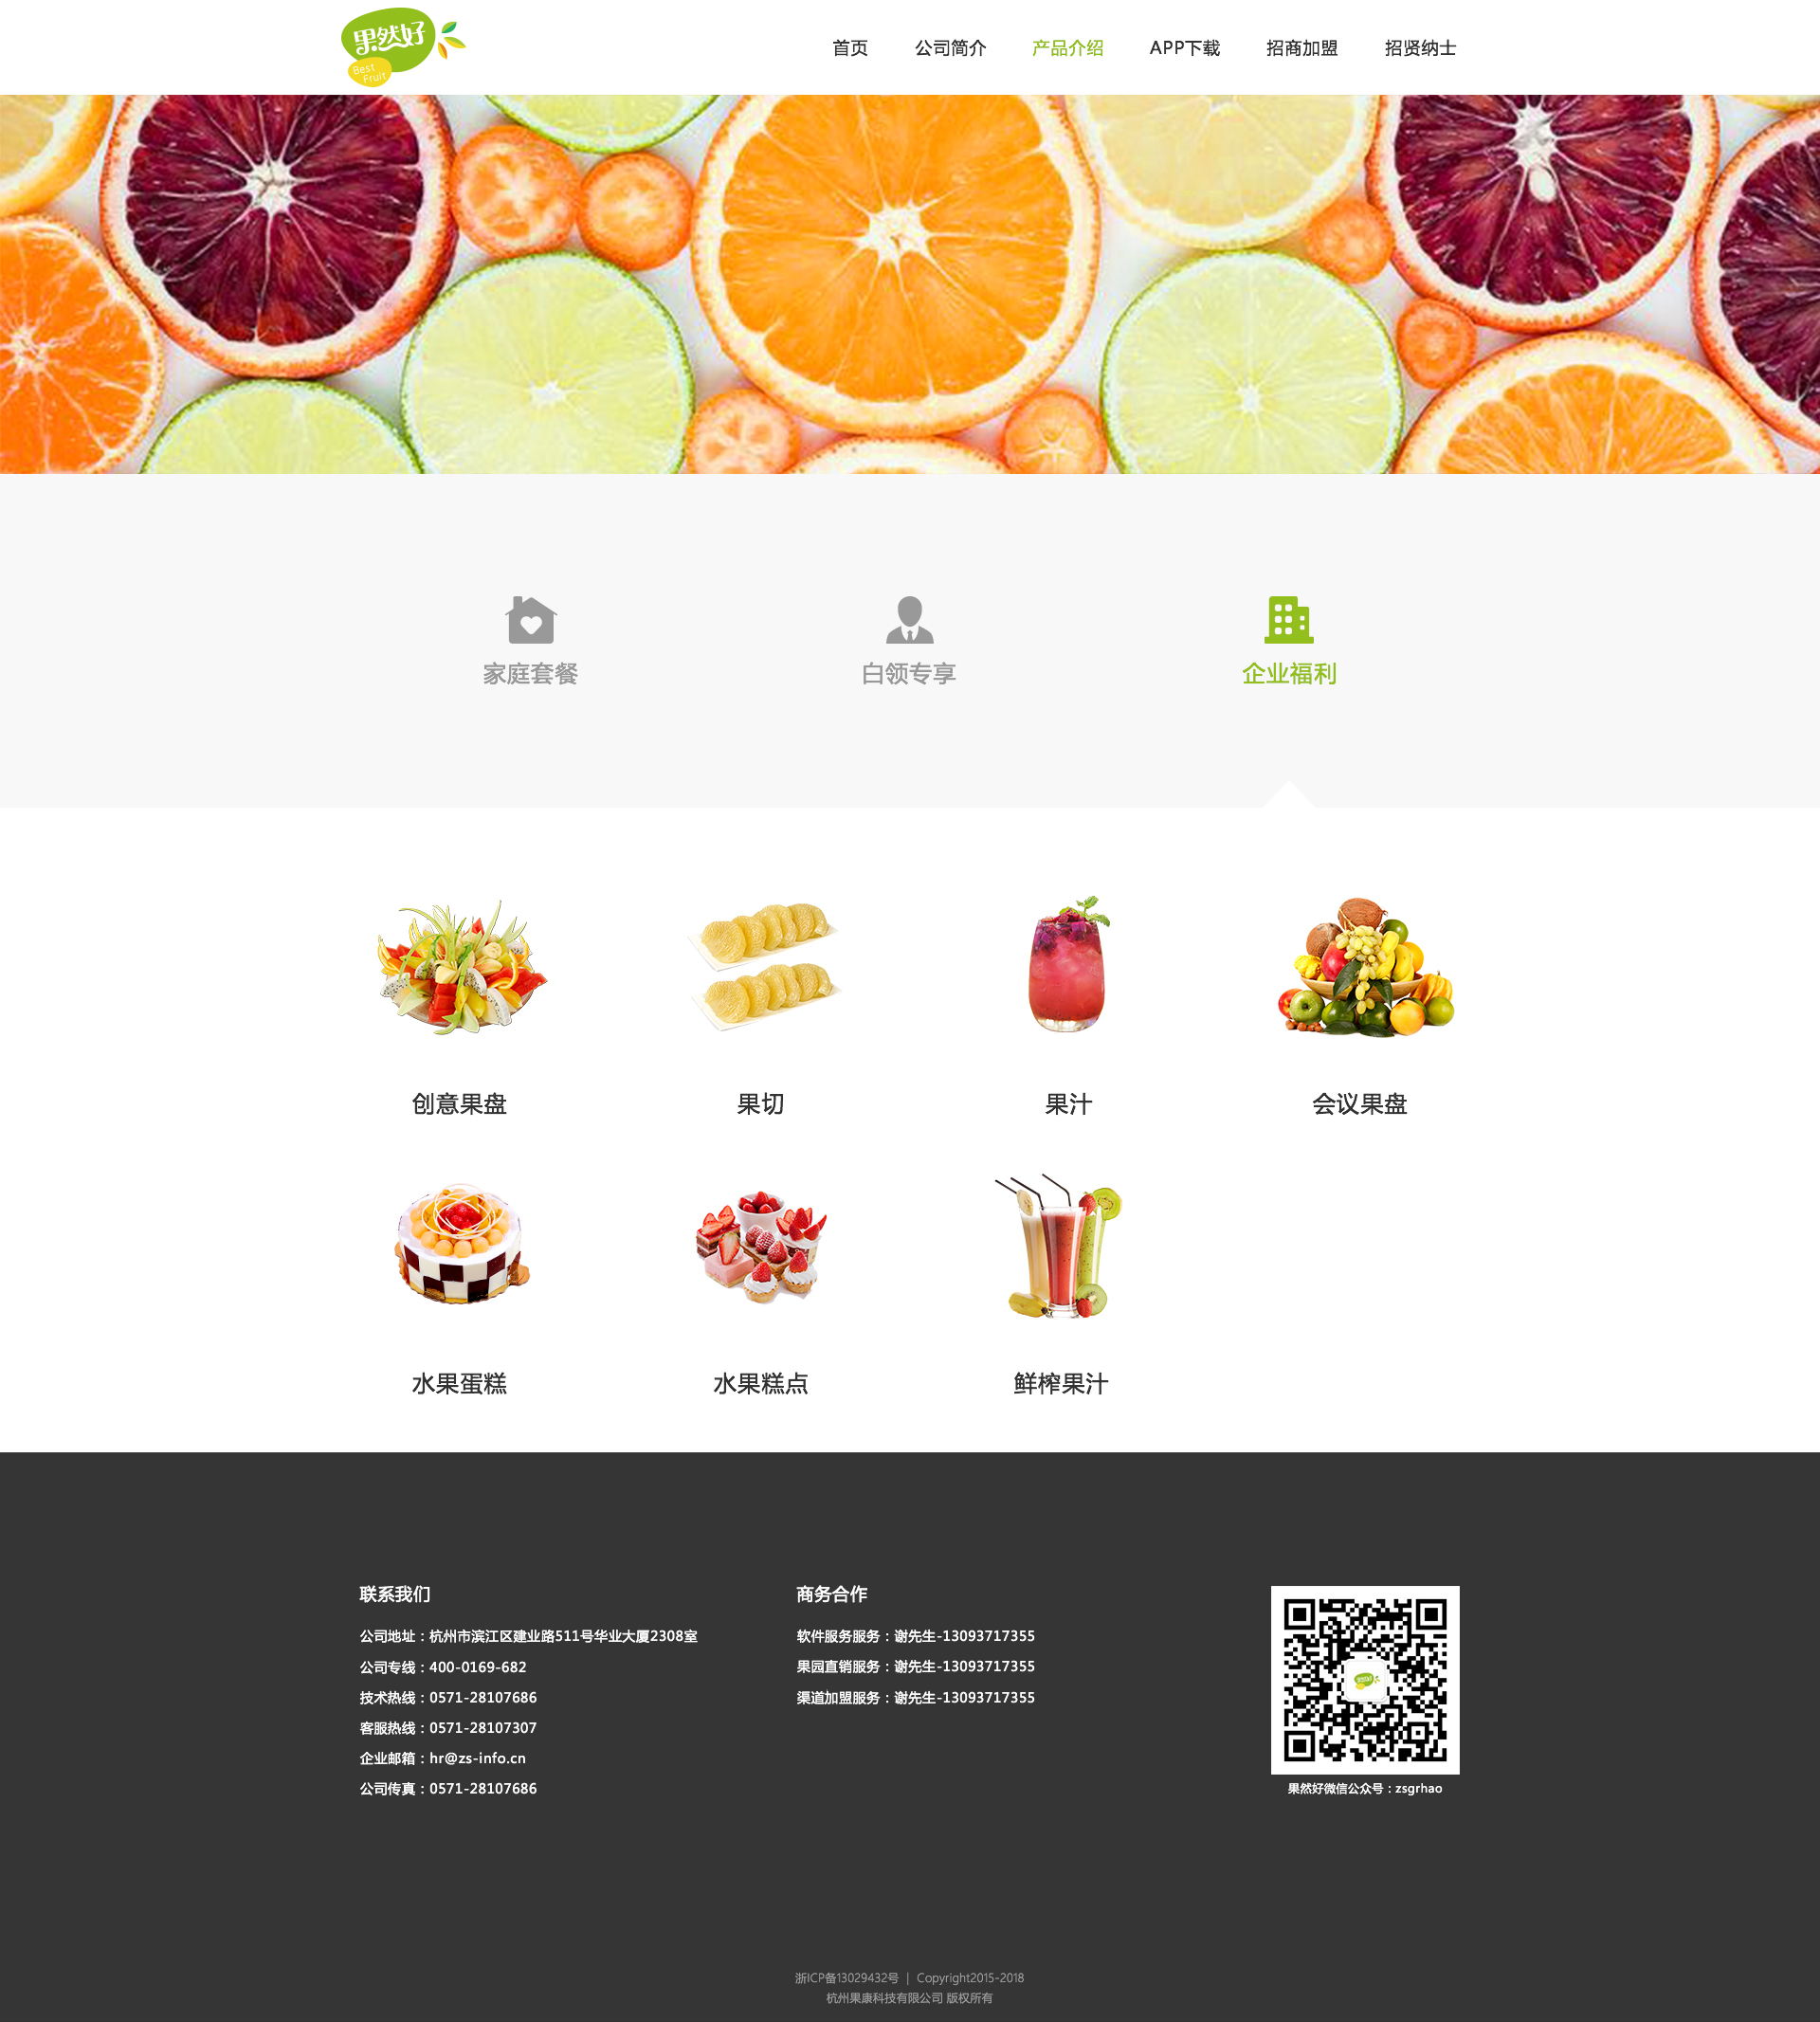 果然好
Best
Fruit
首页 公司简介 产品介绍 APP下载 招商加盟 招贤纳士
家庭套餐 白领专享 企业福利
创意果盘 果切 果汁 会议果盘
水果蛋糕 水果糕点 鲜榨果汁
联系我们
公司地址：杭州市滨江区建业路511号华业大厦2308室
公司专线：400-0169-682
技术热线：0571-28107686
客服热线：0571-28107307
企业邮箱：hr@zs-info.cn
公司传真：0571-28107686
商务合作
软件服务服务：谢先生-13093717355
果园直销服务：谢先生-13093717355
渠道加盟服务：谢先生-13093717355
果然好
果然好微信公众号：zsgrhao
浙ICP备13029432号 | Copyright2015-2018
杭州果康科技有限公司 版权所有